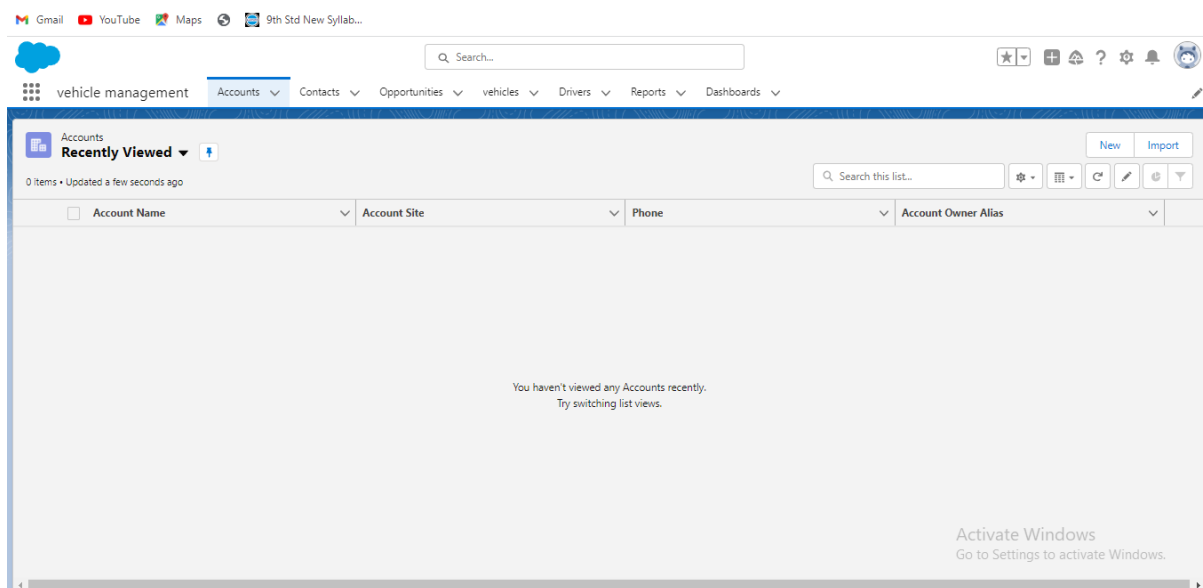 Gmail YouTube Maps 9th Std New Syllab...
Search...
vehicle management Accounts Contacts Opportunities vehicles Drivers Reports Dashboards
Accounts
Recently Viewed
New Import
0 items • Updated a few seconds ago
Search this list...
Account Name Account Site Phone Account Owner Alias
You haven't viewed any Accounts recently.
Try switching list views.
Activate Windows
Go to Settings to activate Windows.